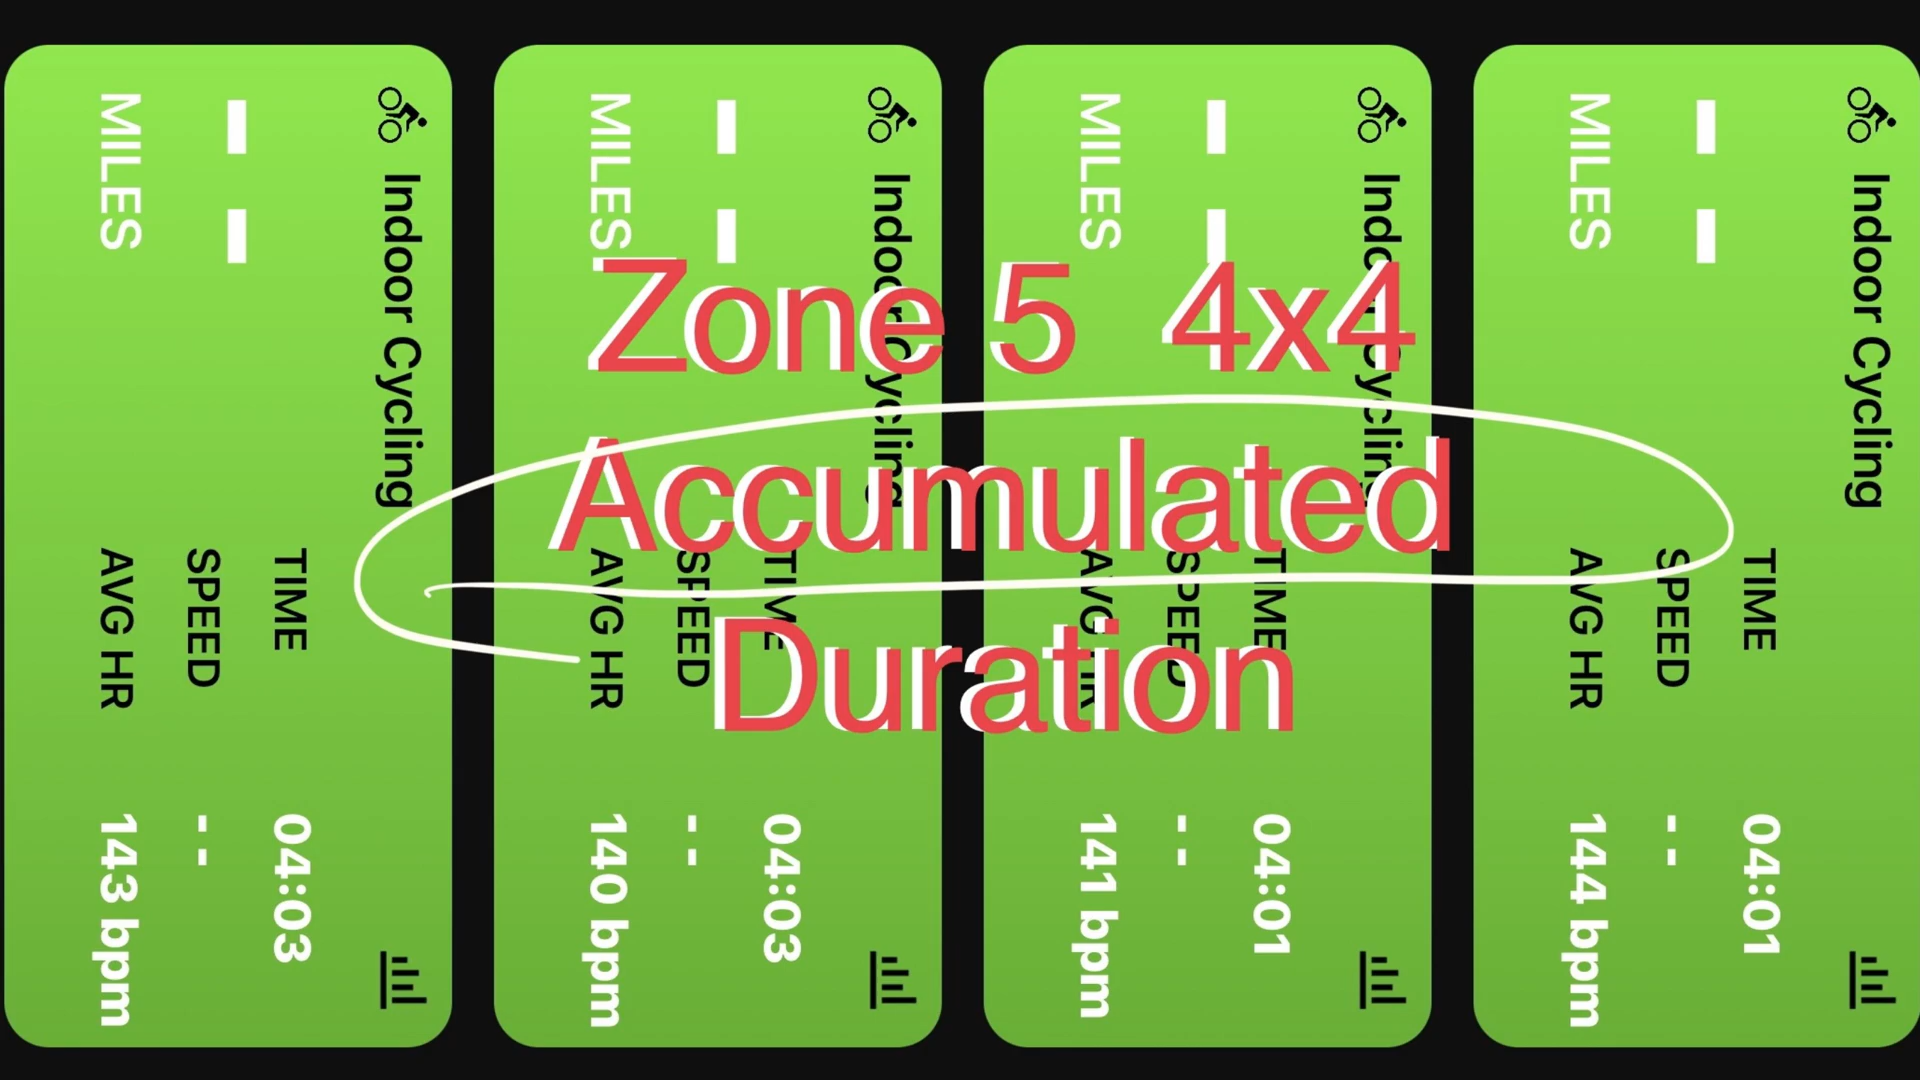 Zone 5 4x4
Accumulated
Duration
Indoor Cycling
--
MILES
TIME 04:03
SPEED --
AVG HR 143 bpm
Indoor Cycling
--
MILES
TIME 04:03
SPEED --
AVG HR 140 bpm
Indoor Cycling
--
MILES
TIME 04:01
SPEED --
AVG HR 141 bpm
Indoor Cycling
--
MILES
TIME 04:01
SPEED --
AVG HR 144 bpm